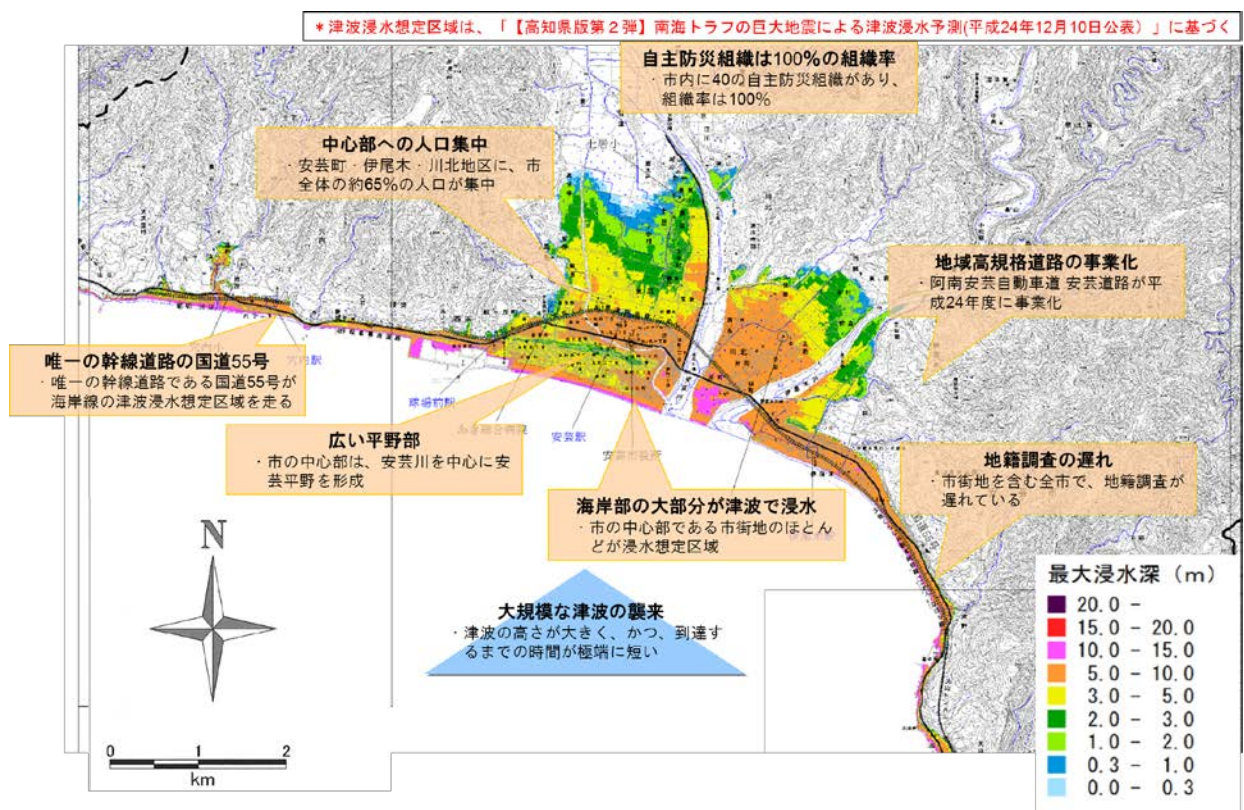 *津波浸水想定区域は、「【高知県版第2弾】南海トラフの巨大地震による津波浸水予測(平成24年12月10日公表）」に基づく
自主防災組織は100%の組織率
・市内に40の自主防災組織があり、
組織率は100%
中心部への人口集中
・安芸町・伊尾木・川北地区に、市
全体の約65%の人口が集中
地域高規格道路の事業化
・阿南安芸自動車道 安芸道路が平
成24年度に事業化
唯一の幹線道路の国道55号
・唯一の幹線道路である国道55号が
海岸線の津波浸水想定区域を走る
穴内駅
球場前駅
安芸駅
安芸市役所
広い平野部
・市の中心部は、安芸川を中心に安
芸平野を形成
海岸部の大部分が津波で浸水
・市の中心部である市街地のほとん
どが浸水想定区域
地籍調査の遅れ
・市街地を含む全市で、地籍調査が
遅れている
大規模な津波の襲来
・津波の高さが大きく、かつ、到達す
るまでの時間が極端に短い
N
0 1 2
km
最大浸水深（m）
20.0 -
15.0 - 20.0
10.0 - 15.0
5.0 - 10.0
3.0 - 5.0
2.0 - 3.0
1.0 - 2.0
0.3 - 1.0
0.0 - 0.3